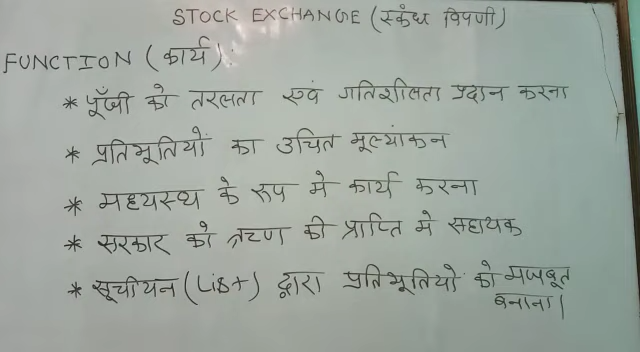 STOCK EXCHANGE (स्कंध विपणी)
FUNCTION (कार्य):
* पूँजी को तरलता एवं गतिशीलता प्रदान करना
* प्रतिभूतियों का उचित मूल्यांकन
* मध्यस्थ के रूप मे कार्य करना
* सरकार को ऋण की प्राप्ति मे सहायक
* सूचीयन (List) द्वारा प्रतिभूतियों को मजबूत
बनाना।